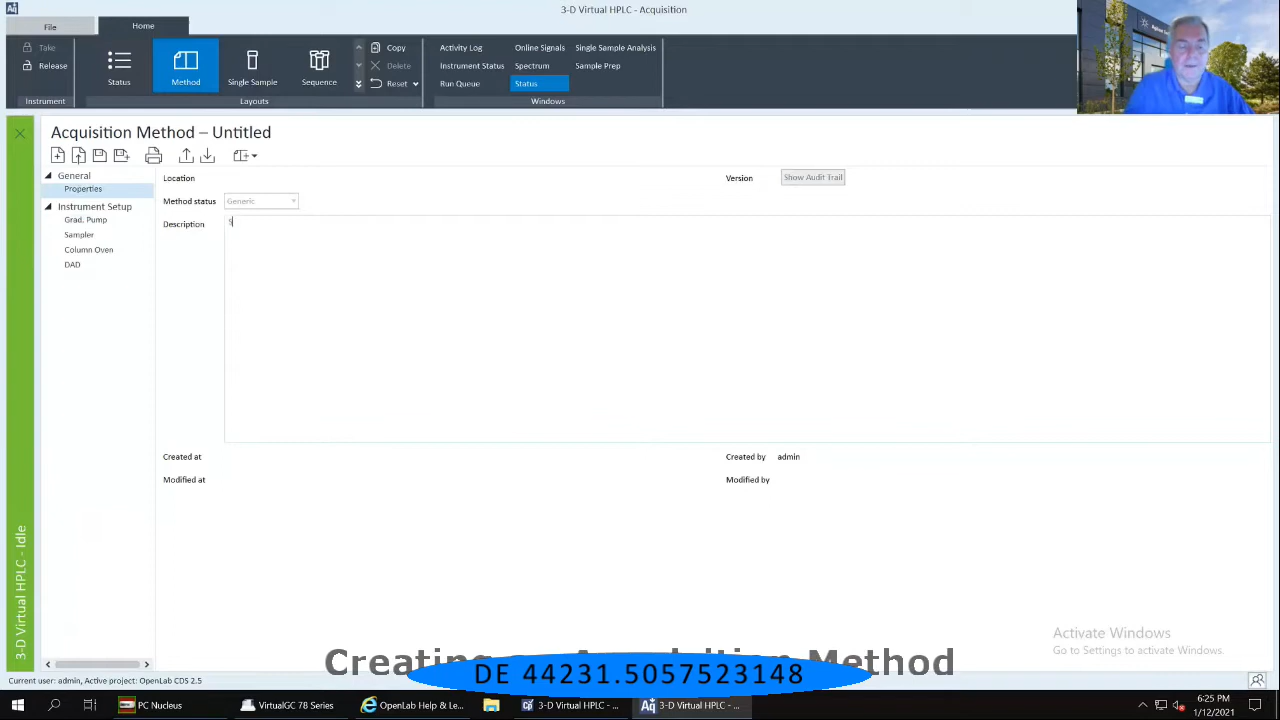 3-D Virtual HPLC - Acquisition
File
Home
Take
Release
Instrument
Status
Method
Single Sample
Sequence
Layouts
Copy
Delete
Reset
Activity Log
Online Signals
Single Sample Analysis
Instrument Status
Spectrum
Sample Prep
Run Queue
Status
Windows
Acquisition Method – Untitled
General
Properties
Instrument Setup
Grad. Pump
Sampler
Column Oven
DAD
Location
Version
Show Audit Trail
Method status
Generic
Description
Created at
Created by admin
Modified at
Modified by
3-D Virtual HPLC - Idle
Activate Windows
Go to Settings to activate Windows.
Creating Method
DE 44231.5057523148
Current user: admin, Project: OpenLab CDS 2.5
PC Nucleus
VirtualGC 78 Series
OpenLab Help & Le...
3-D Virtual HPLC - ...
3-D Virtual HPLC - ...
6:25 PM
1/12/2021